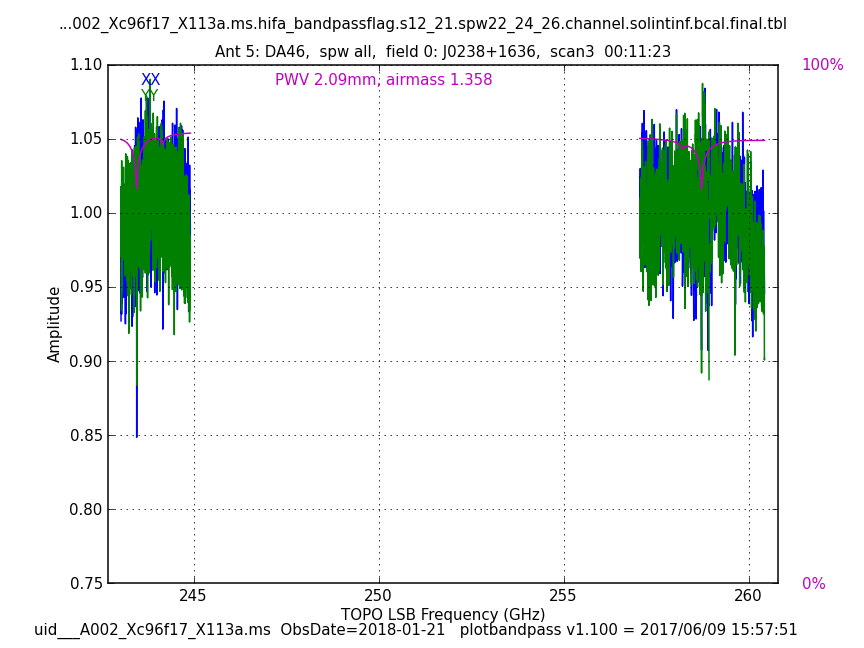 ...002_Xc96f17_X113a.ms.hifa_bandpassflag.s12_21.spw22_24_26.channel.solintinf.bcal.final.tbl
Ant 5: DA46, spw all, field 0: J0238+1636, scan3 00:11:23
1.10
XX
PWV 2.09mm, airmass 1.358
100%
YY
1.05
1.00
0.95
Amplitude
0.90
0.85
0.80
0.75
0%
245
250
255
260
TOPO LSB Frequency (GHz)
uid___A002_Xc96f17_X113a.ms ObsDate=2018-01-21 plotbandpass v1.100 = 2017/06/09 15:57:51